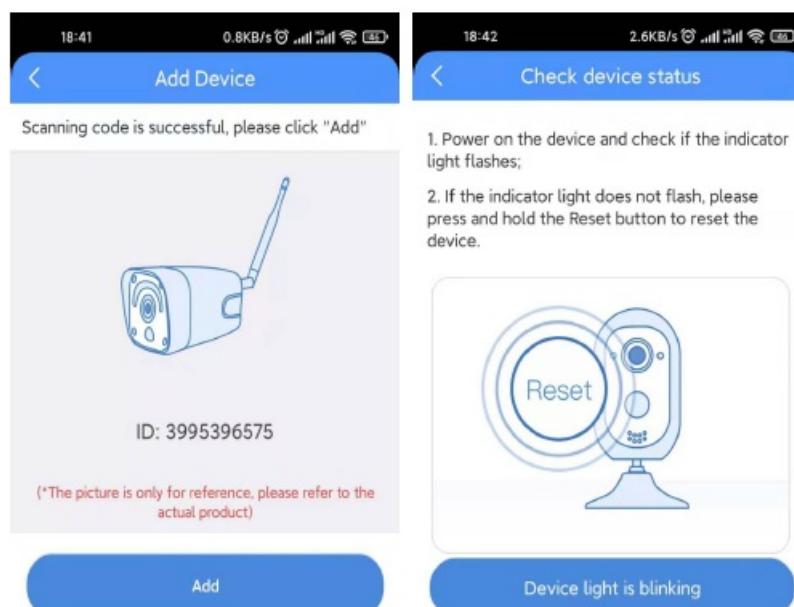 18:41
0.8KB/s
46
Add Device
Scanning code is successful, please click "Add"
ID: 3995396575
(*The picture is only for reference, please refer to the
actual product)
Add
18:42
2.6KB/s
46
Check device status
1. Power on the device and check if the indicator
light flashes;
2. If the indicator light does not flash, please
press and hold the Reset button to reset the
device.
Reset
Device light is blinking